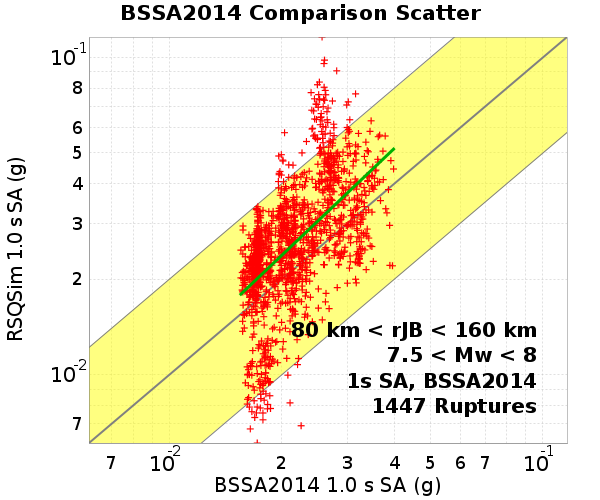 BSSA2014 Comparison Scatter
RSQSim 1.0 s SA (g)
10-1
8
6
5
4
3
2
10-2
7
80 km < rJB < 160 km
7.5 < Mw < 8
1s SA, BSSA2014
1447 Ruptures
7 10-2 2 3 4 5 6 7 10-1
BSSA2014 1.0 s SA (g)